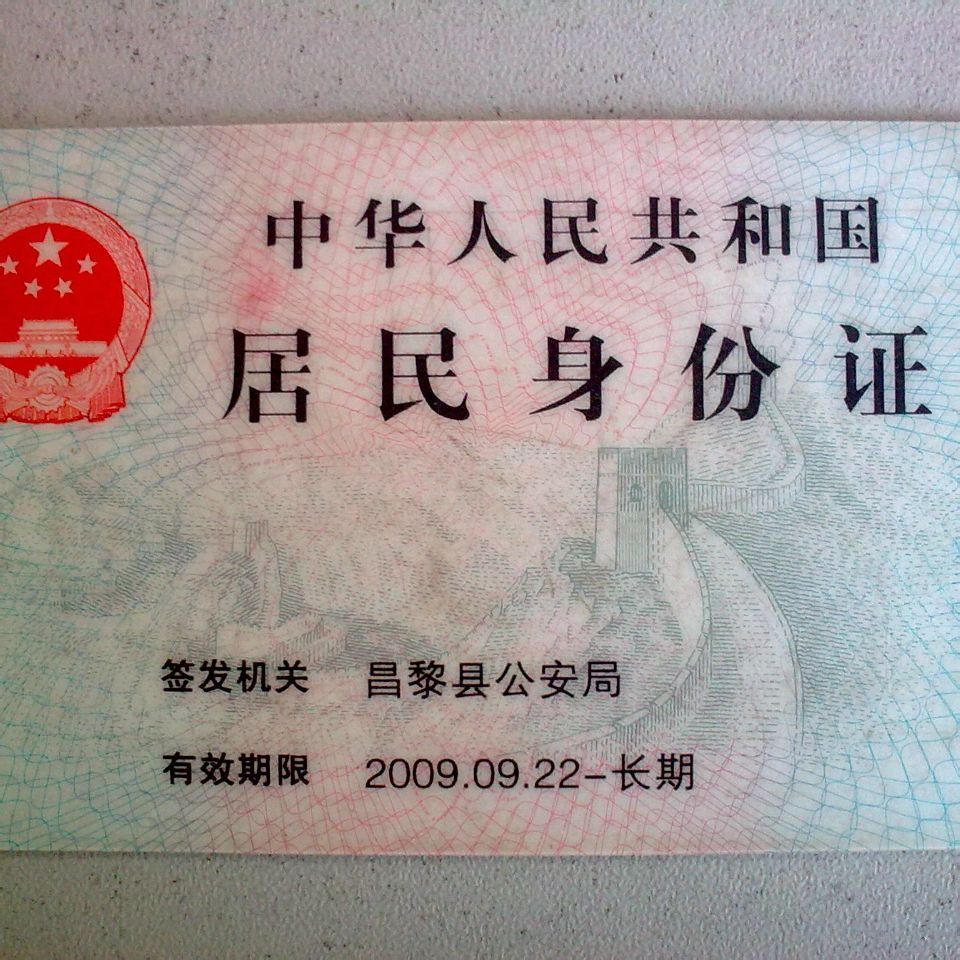 中华人民共和国
居民身份证
签发机关 昌黎县公安局
有效期限 2009.09.22-长期